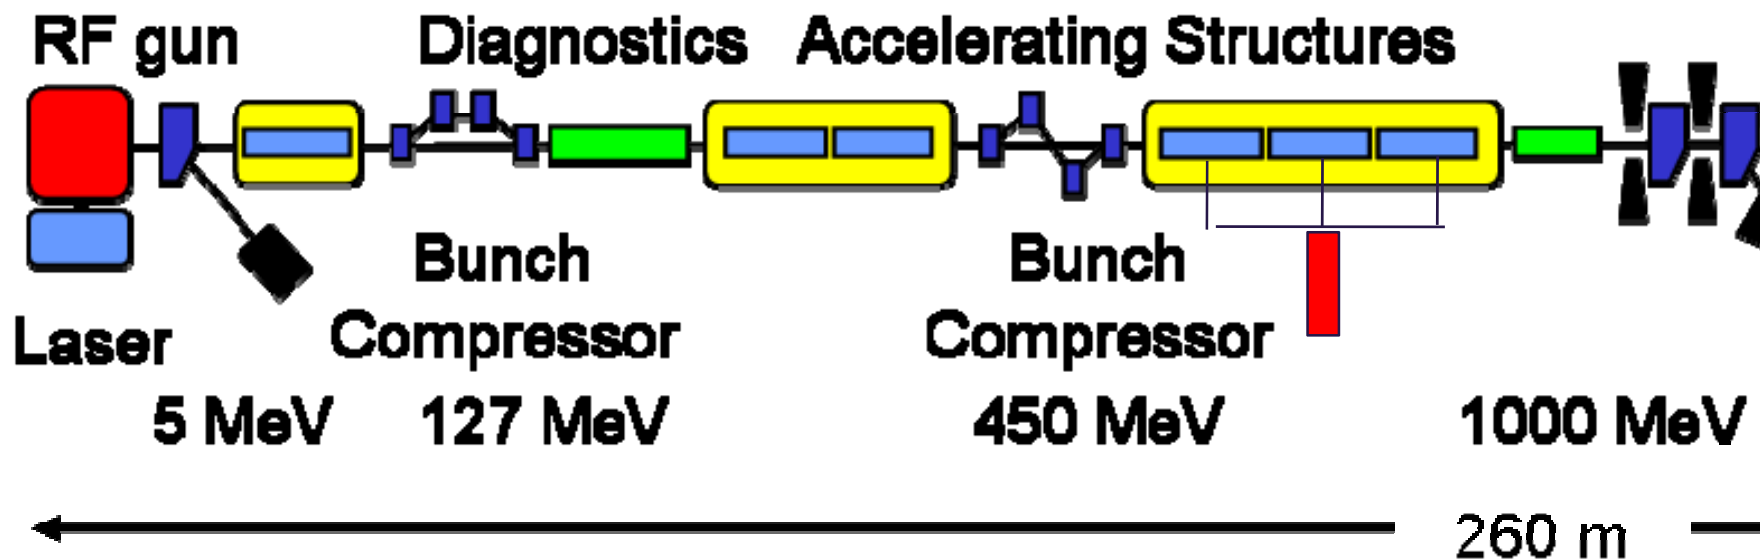 RF gun
Diagnostics
Accelerating Structures
Laser
Bunch
Compressor
Bunch
Compressor
5 MeV
127 MeV
450 MeV
1000 MeV
260 m